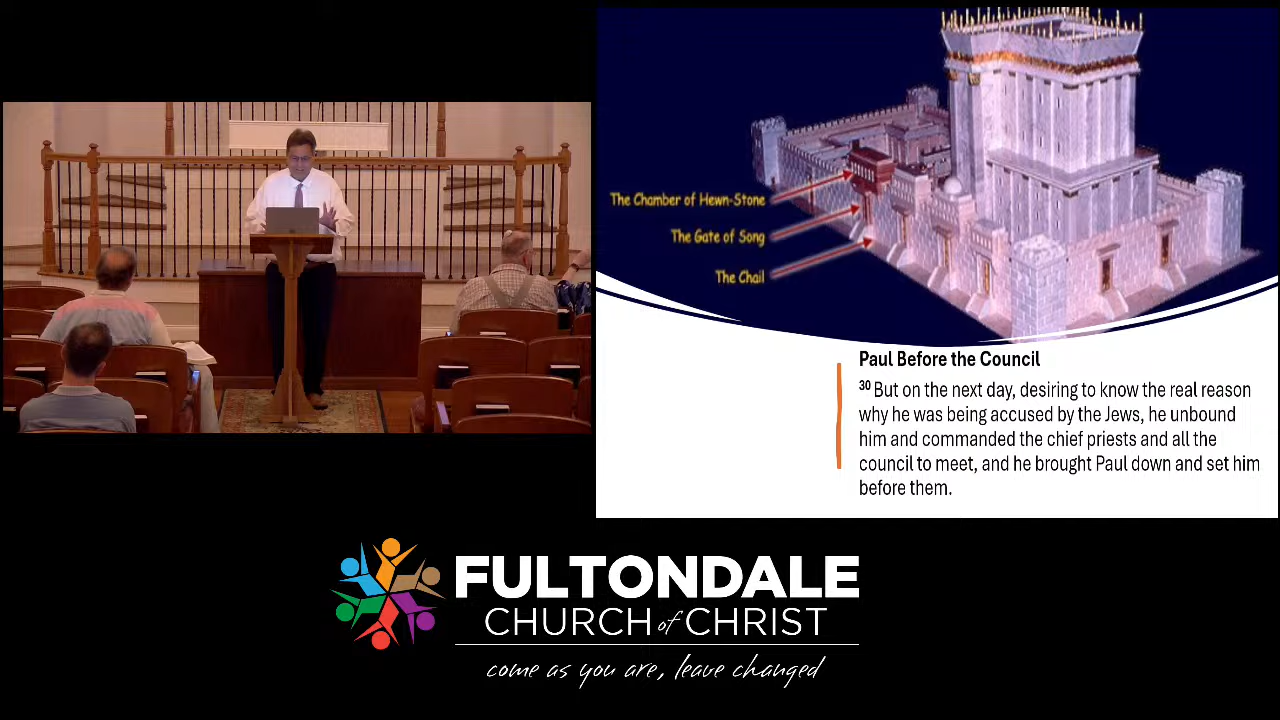 The Chamber of Hewn-Stone
The Gate of Song
The Chail
Paul Before the Council
30 But on the next day, desiring to know the real reason
why he was being accused by the Jews, he unbound
him and commanded the chief priests and all the
council to meet, and he brought Paul down and set him
before them.
FULTONDALE
CHURCH of CHRIST
come as you are, leave changed